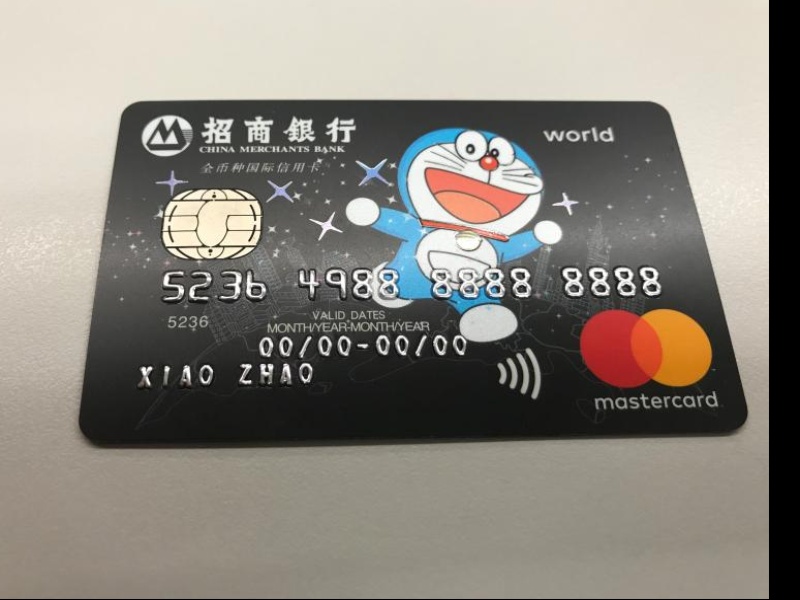 招商銀行
CHINA MERCHANTS BANK
world
全币种国际信用卡
5236 4988 8888 8888
5236
VALID DATES
MONTH/YEAR-MONTH/YEAR
00/00-00/00
XIAO ZHAO
mastercard